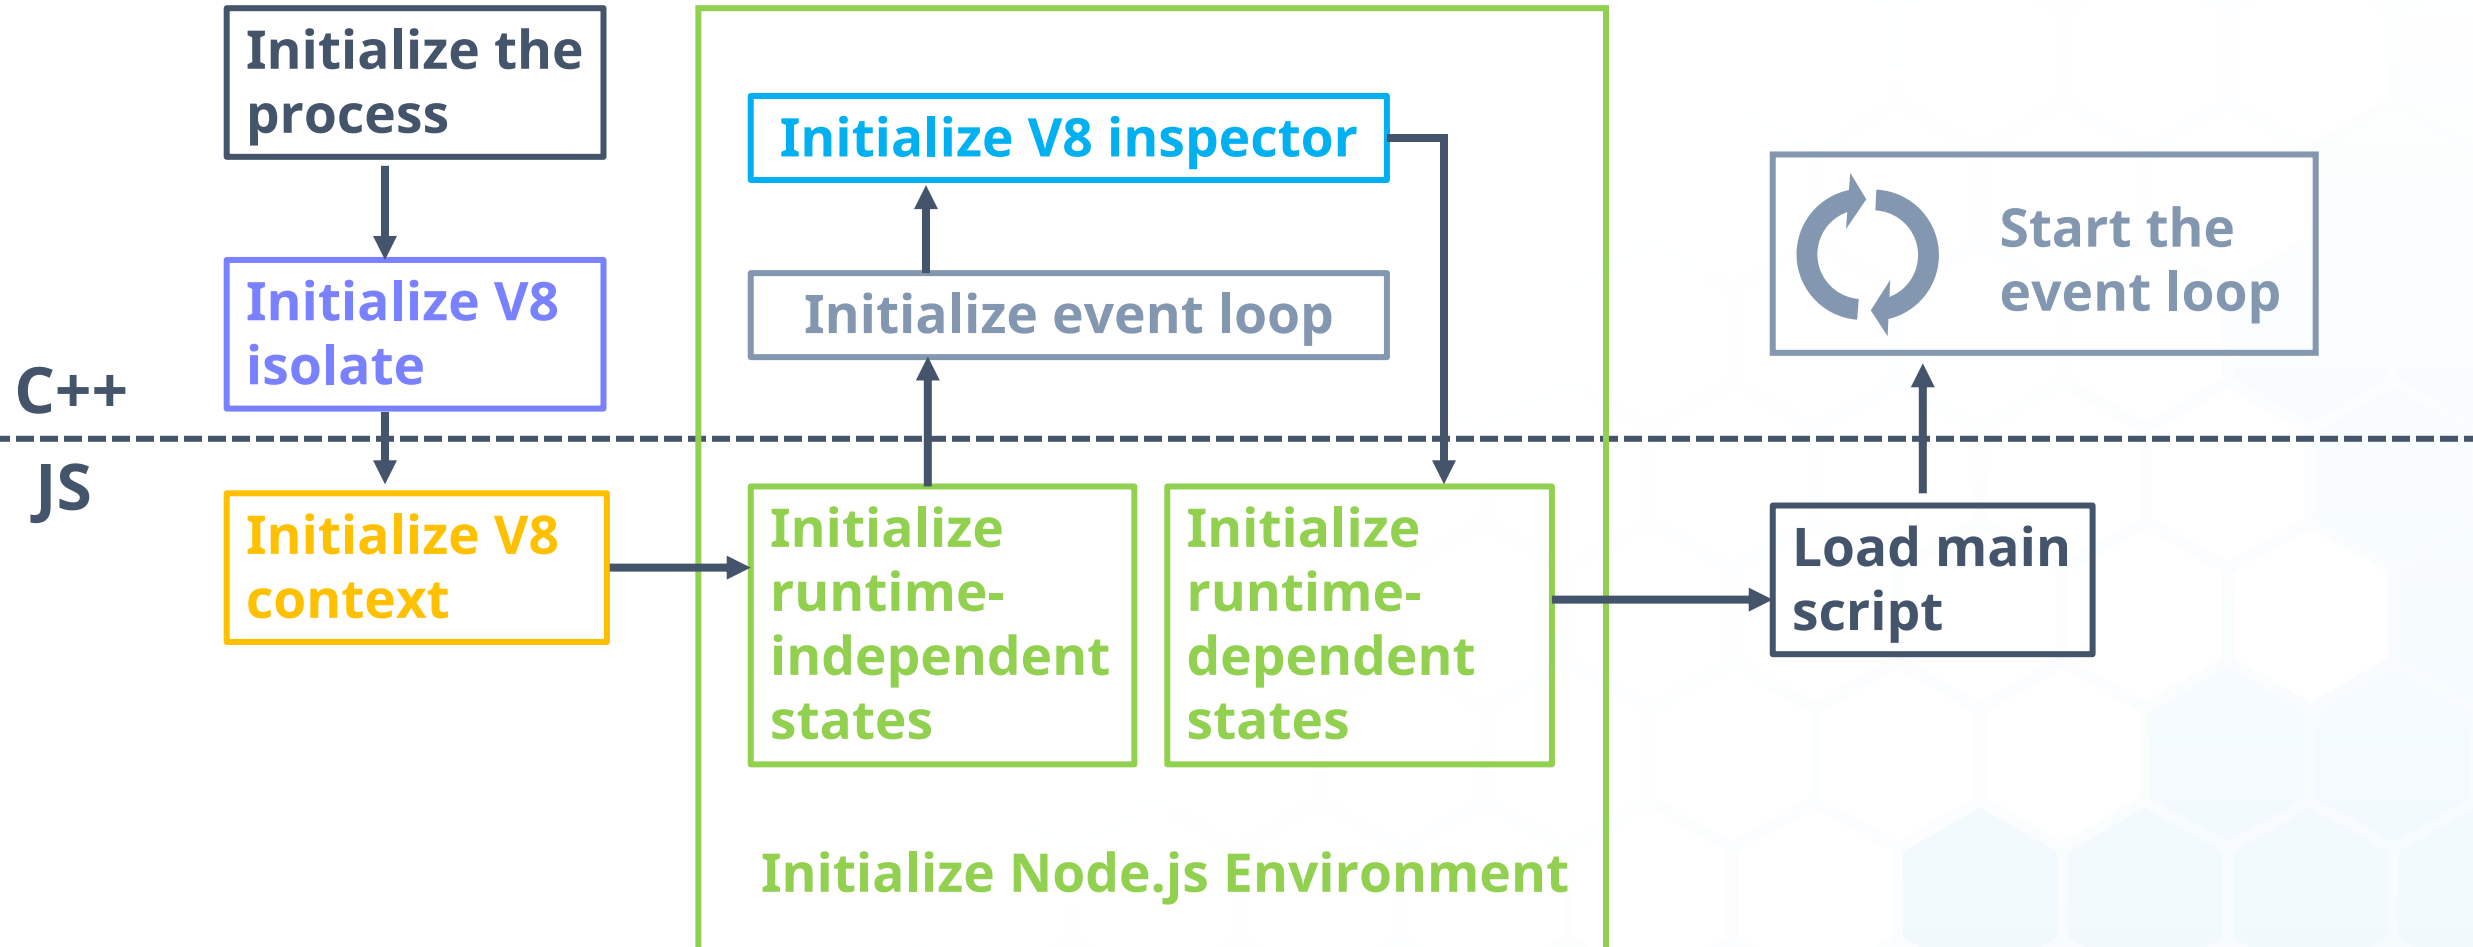 Initialize the
process
Initialize V8
isolate
C++
JS
Initialize V8
context
Initialize V8 inspector
Initialize event loop
Initialize
runtime-
independent
states
Initialize
runtime-
dependent
states
Initialize Node.js Environment
Start the
event loop
Load main
script